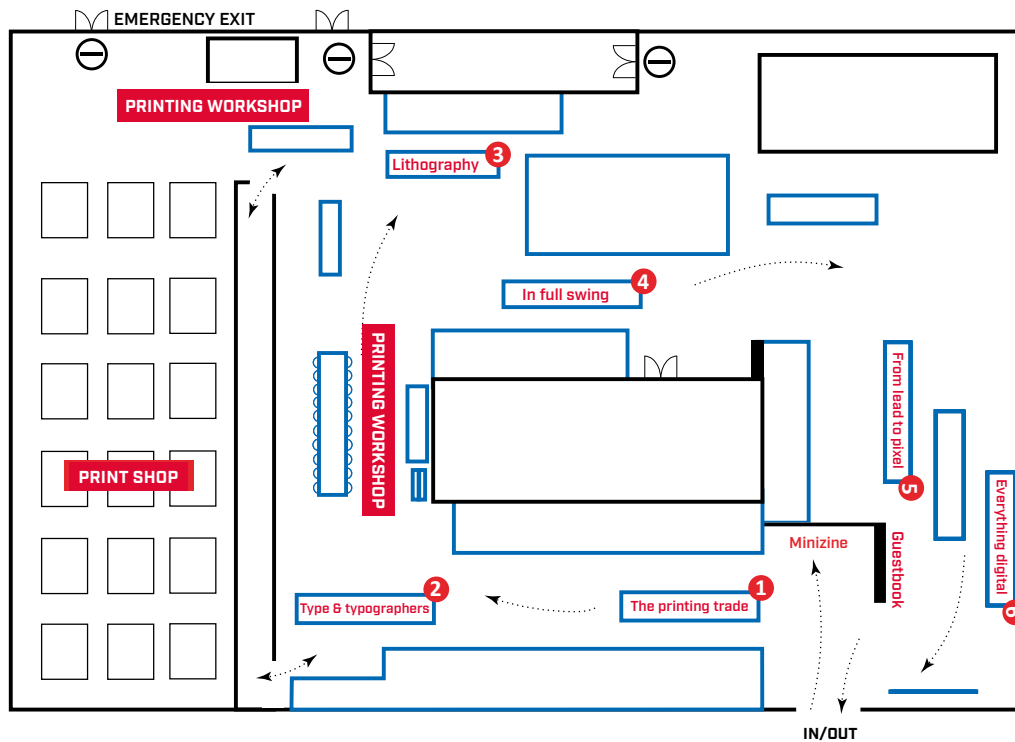 EMERGENCY EXIT
PRINTING WORKSHOP
Lithography
3
In full swing
4
PRINTING WORKSHOP
PRINT SHOP
From lead to pixel
5
Everything digital
6
Minizine
Guestbook
The printing trade
1
Type & typographers
2
IN/OUT